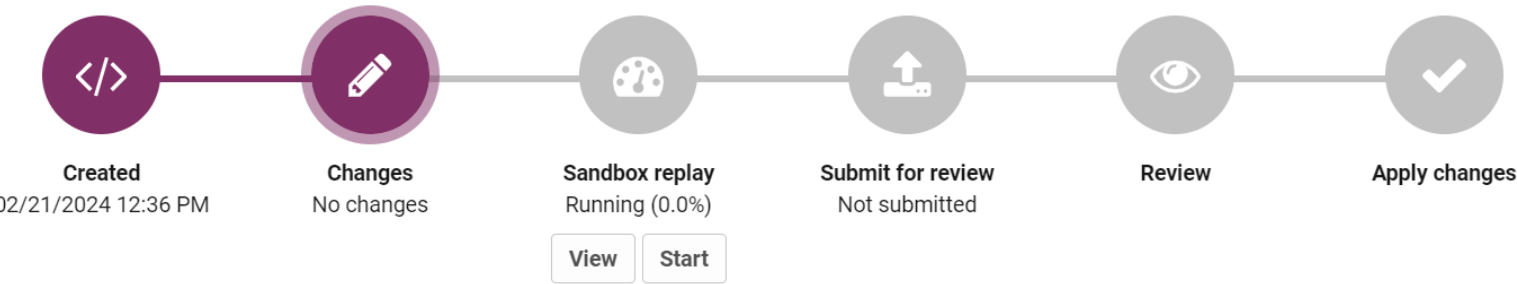 Created
02/21/2024 12:36 PM
Changes
No changes
Sandbox replay
Running (0.0%)
View
Start
Submit for review
Not submitted
Review
Apply changes